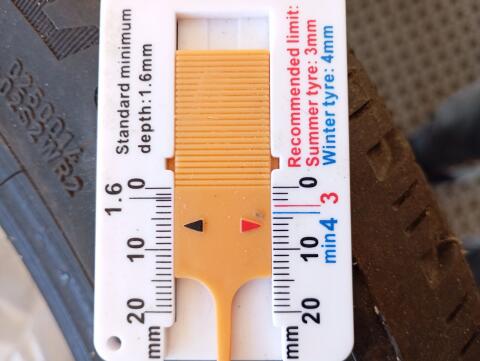 Standard minimum
depth:1.6mm
Recommended limit:
Summer tyre: 3mm
Winter tyre: 4mm
1.6
0
10
20
mm
0
10
20
mm
3
min4